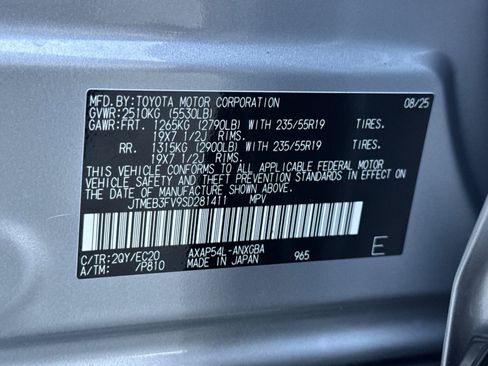 MFD.BY:TOYOTA MOTOR CORPORATION 08/25
GVWR:2510KG (5530LB)
GAWR:FRT. 1265KG (2790LB) WITH 235/55R19 TIRES.
19X7 1/2J RIMS.
RR. 1315KG (2900LB) WITH 235/55R19 TIRES.
19X7 1/2J RIMS.
THIS VEHICLE CONFORMS TO ALL APPLICABLE FEDERAL MOTOR
VEHICLE SAFETY AND THEFT PREVENTION STANDARDS IN EFFECT ON
THE DATE OF MANUFACTURE SHOWN ABOVE.
JTMEB3FV9SD281411 MPV
C/TR:2QY/EC20 AXAP54L-ANXGBA 965 E
A/TM: /P810 MADE IN JAPAN